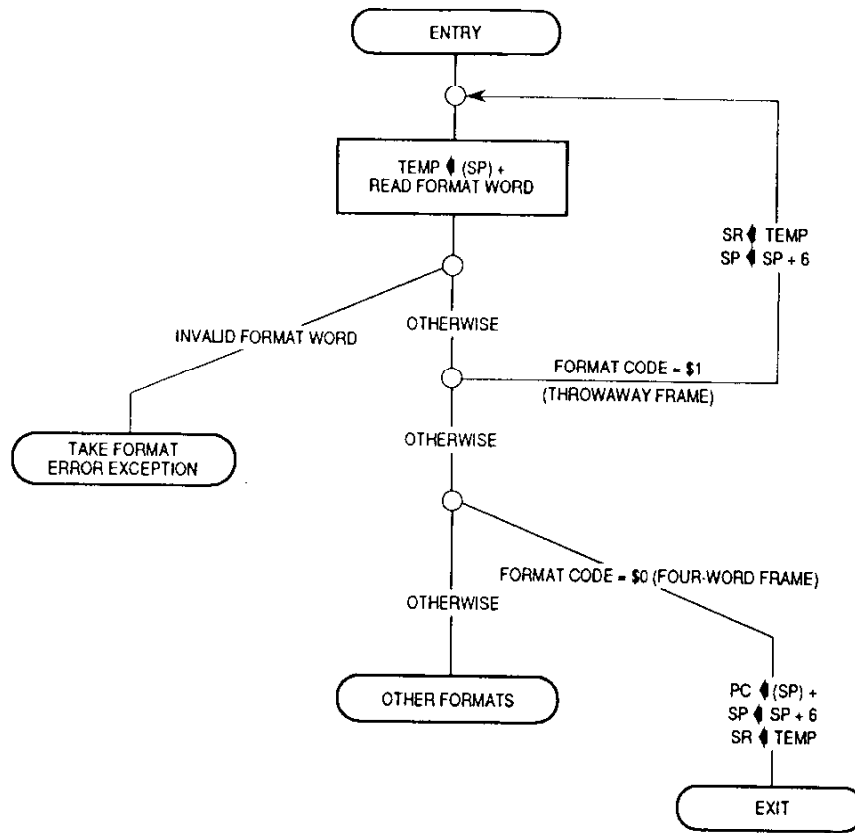 ENTRY
TEMP ◖ (SP) +
READ FORMAT WORD
SR ◖ TEMP
SP ◖ SP + 6
OTHERWISE
INVALID FORMAT WORD
FORMAT CODE = $1
(THROWAWAY FRAME)
TAKE FORMAT
ERROR EXCEPTION
OTHERWISE
FORMAT CODE = $0 (FOUR-WORD FRAME)
OTHERWISE
OTHER FORMATS
PC ◖ (SP) +
SP ◖ SP + 6
SR ◖ TEMP
EXIT